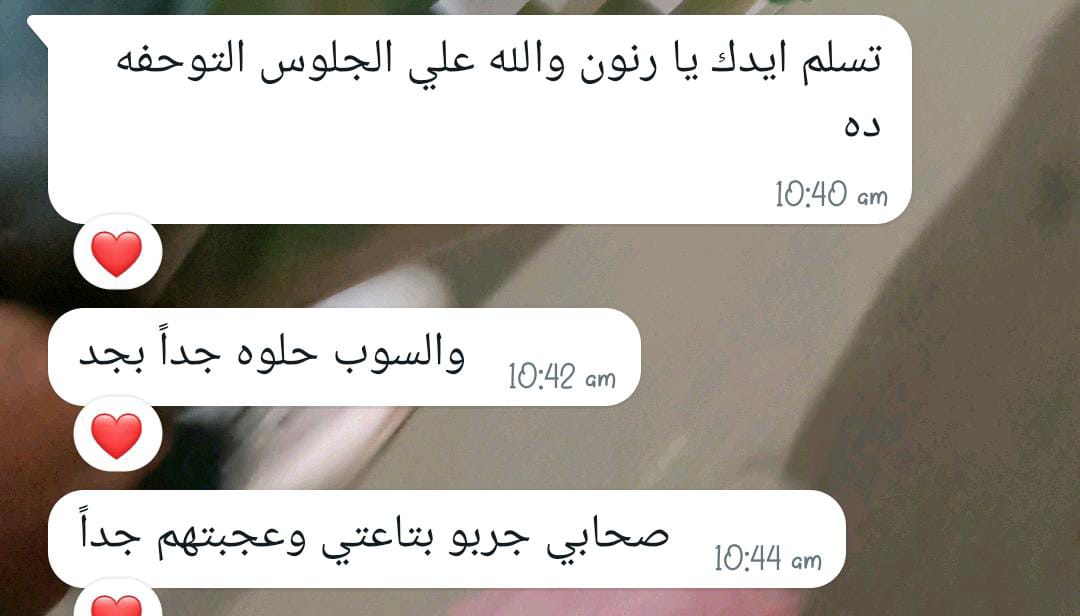 تسلم ايدك يا رنون والله علي الجلوس التوحفه
ده
10:40 am
والسوب حلوه جداً بجد
10:42 am
صحابي جربو بتاعتي وعجبتهم جداً
10:44 am